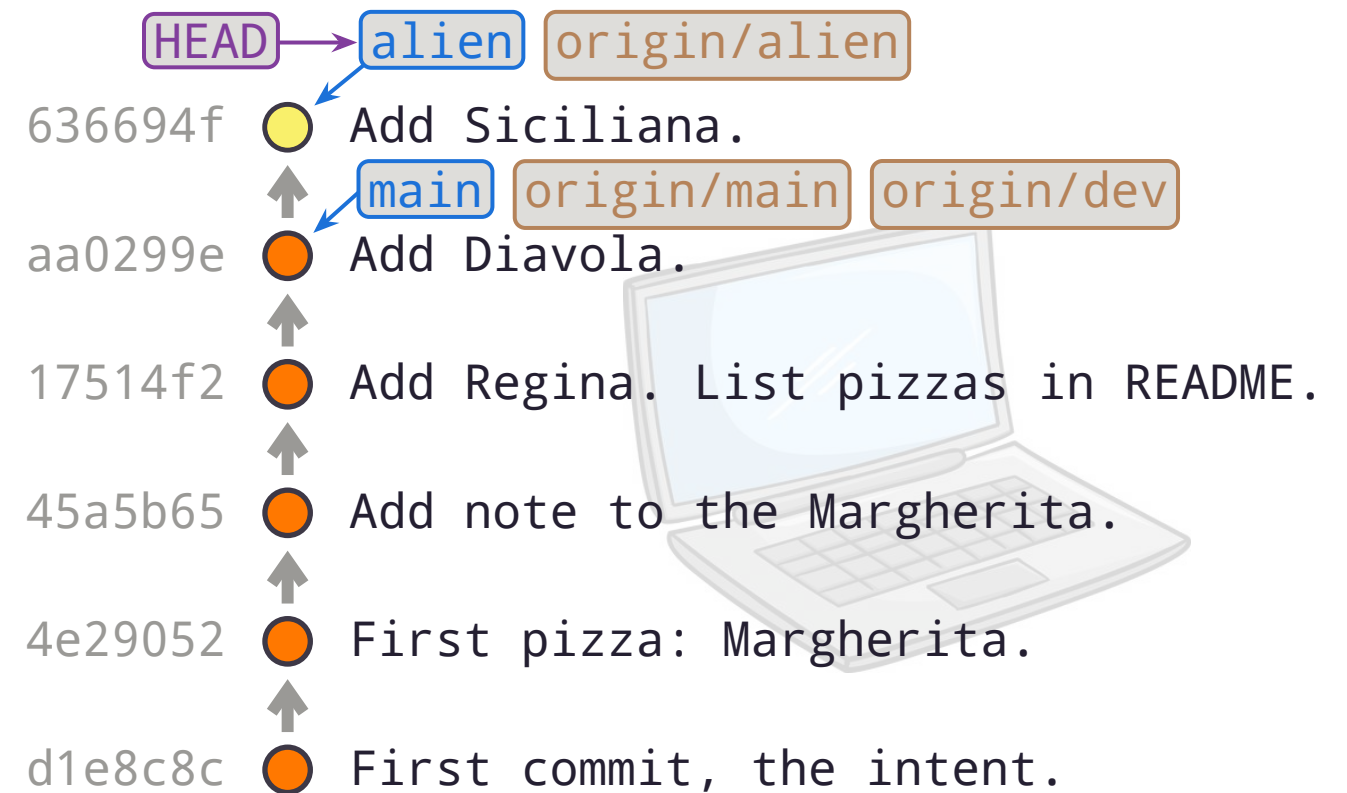 HEAD alien origin/alien
636694f Add Siciliana.
main origin/main origin/dev
aa0299e Add Diavola.
17514f2 Add Regina. List pizzas in README.
45a5b65 Add note to the Margherita.
4e29052 First pizza: Margherita.
d1e8c8c First commit, the intent.